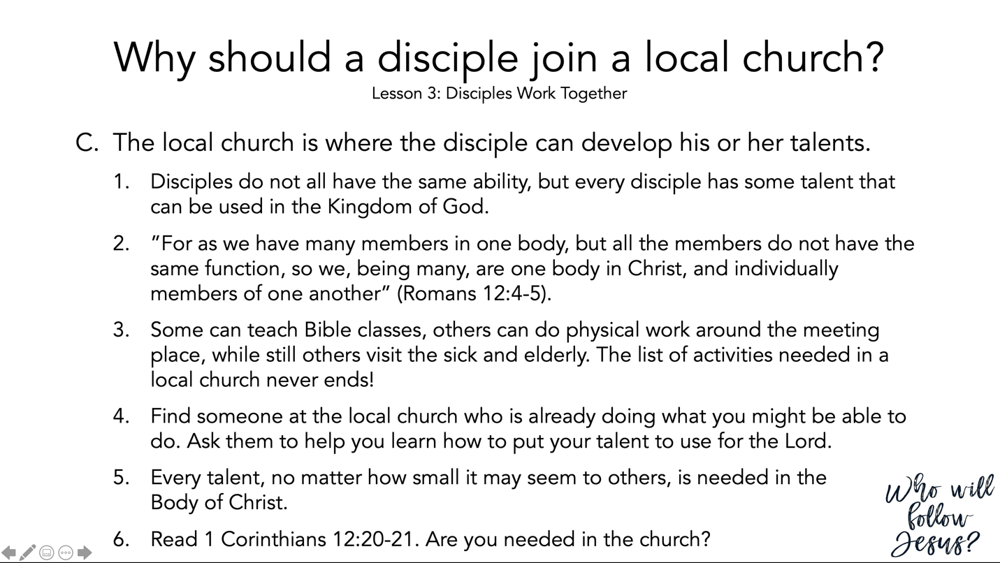 Why should a disciple join a local church?
Lesson 3: Disciples Work Together
C. The local church is where the disciple can develop his or her talents.
1. Disciples do not all have the same ability, but every disciple has some talent that
can be used in the Kingdom of God.
2. “For as we have many members in one body, but all the members do not have the
same function, so we, being many, are one body in Christ, and individually
members of one another” (Romans 12:4-5).
3. Some can teach Bible classes, others can do physical work around the meeting
place, while still others visit the sick and elderly. The list of activities needed in a
local church never ends!
4. Find someone at the local church who is already doing what you might be able to
do. Ask them to help you learn how to put your talent to use for the Lord.
5. Every talent, no matter how small it may seem to others, is needed in the
Body of Christ.
6. Read 1 Corinthians 12:20-21. Are you needed in the church?
Who will
follow
Jesus?